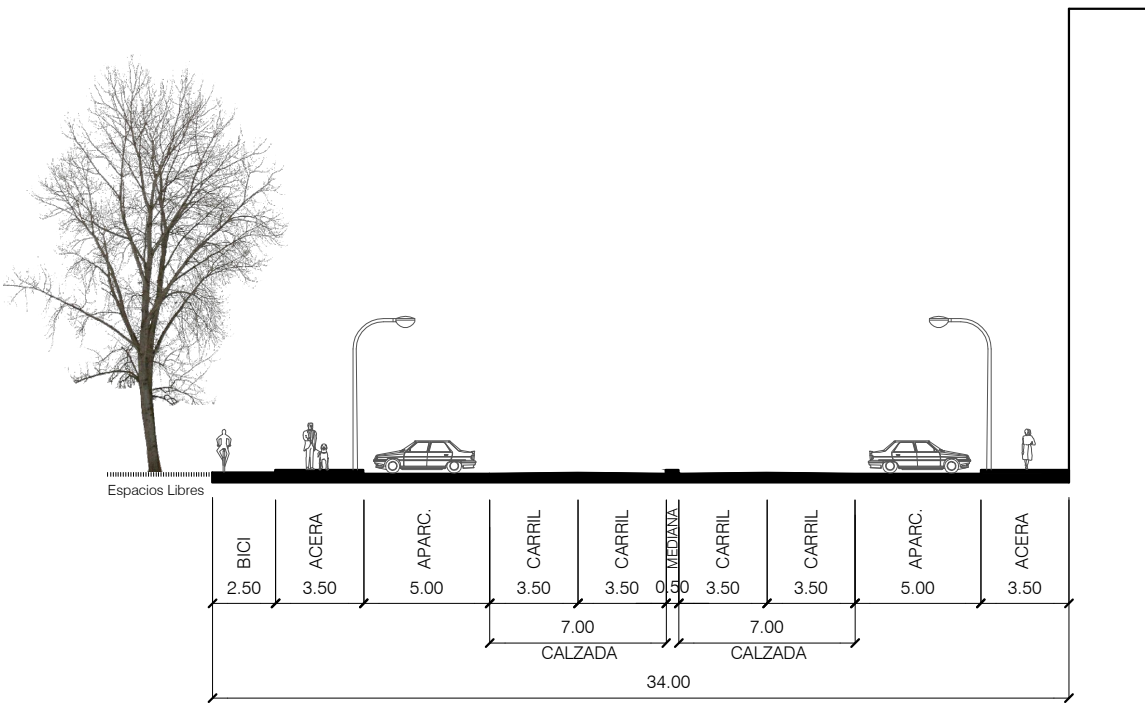 Espacios Libres
BICI ACERA APARC. CARRIL CARRIL MEDIANA CARRIL CARRIL APARC. ACERA
2.50 3.50 5.00 3.50 3.50 0.50 3.50 3.50 5.00 3.50
7.00 7.00
CALZADA CALZADA
34.00